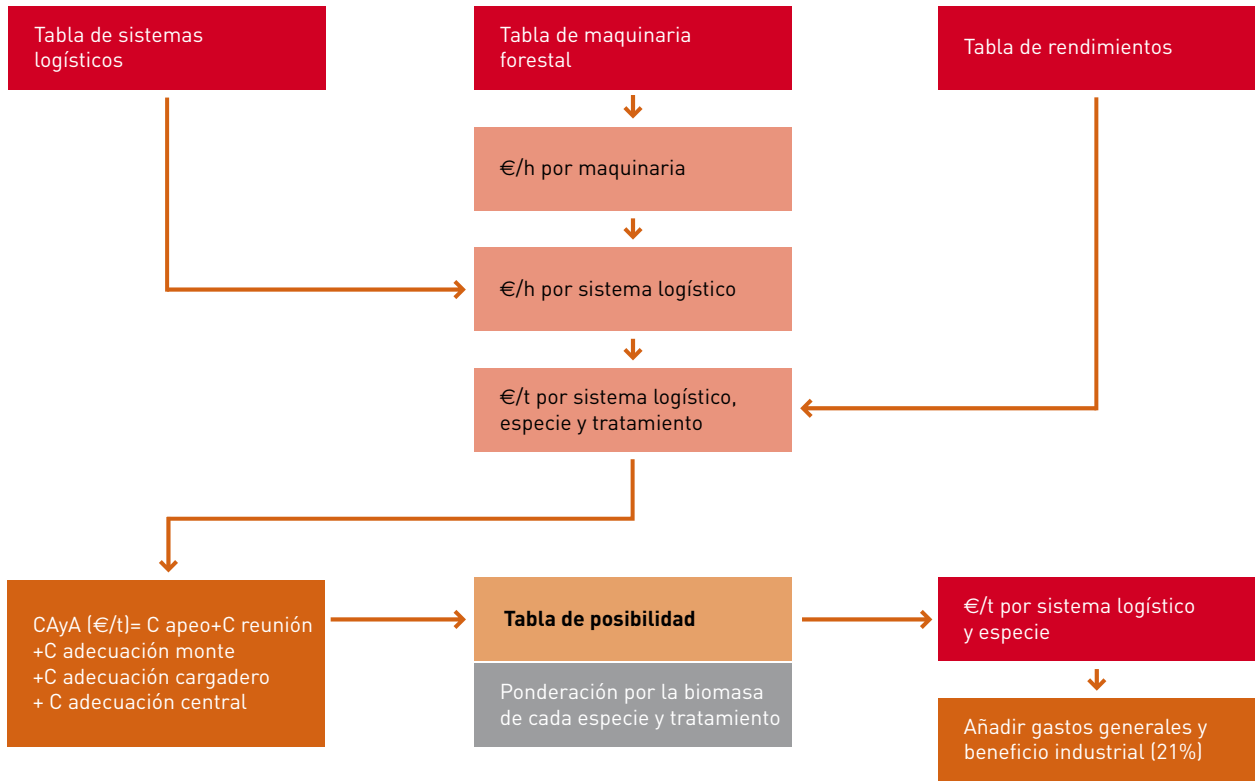 Tabla de sistemas
logísticos
Tabla de maquinaria
forestal
Tabla de rendimientos
€/h por maquinaria
€/h por sistema logístico
€/t por sistema logístico,
especie y tratamiento
CAyA (€/t)= C apeo+C reunión
+C adecuación monte
+C adecuación cargadero
+ C adecuación central
Tabla de posibilidad
Ponderación por la biomasa
de cada especie y tratamiento
€/t por sistema logístico
y especie
Añadir gastos generales y
beneficio industrial (21%)